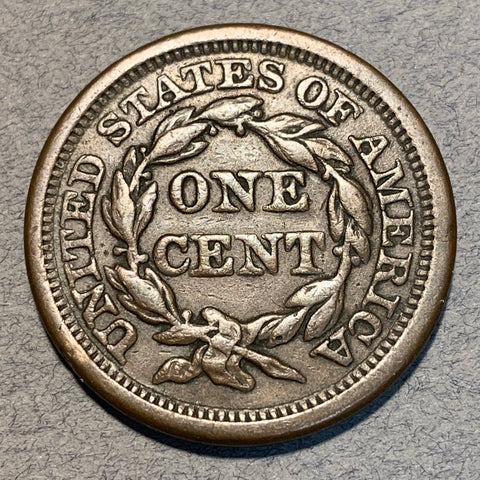 UNITED STATES OF AMERICA
ONE
CENT